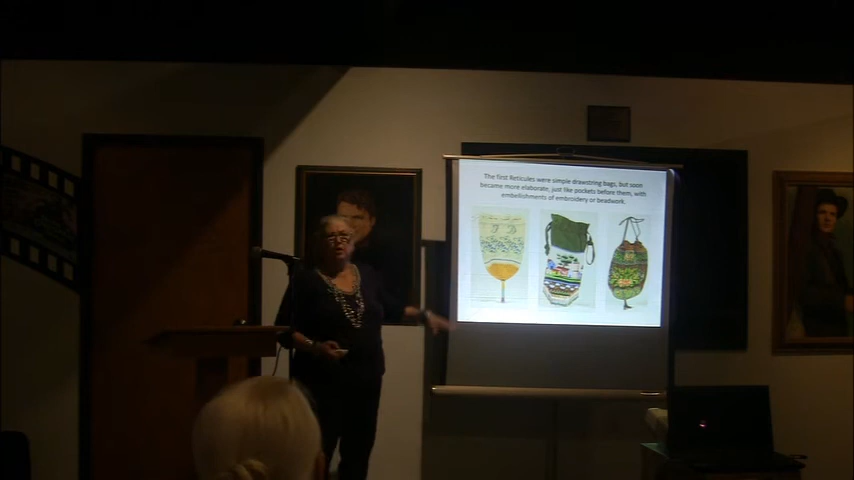 The first Reticules were simple drawstring bags, but soon
became more elaborate, just like pockets before them, with
embellishments of embroidery or beadwork.